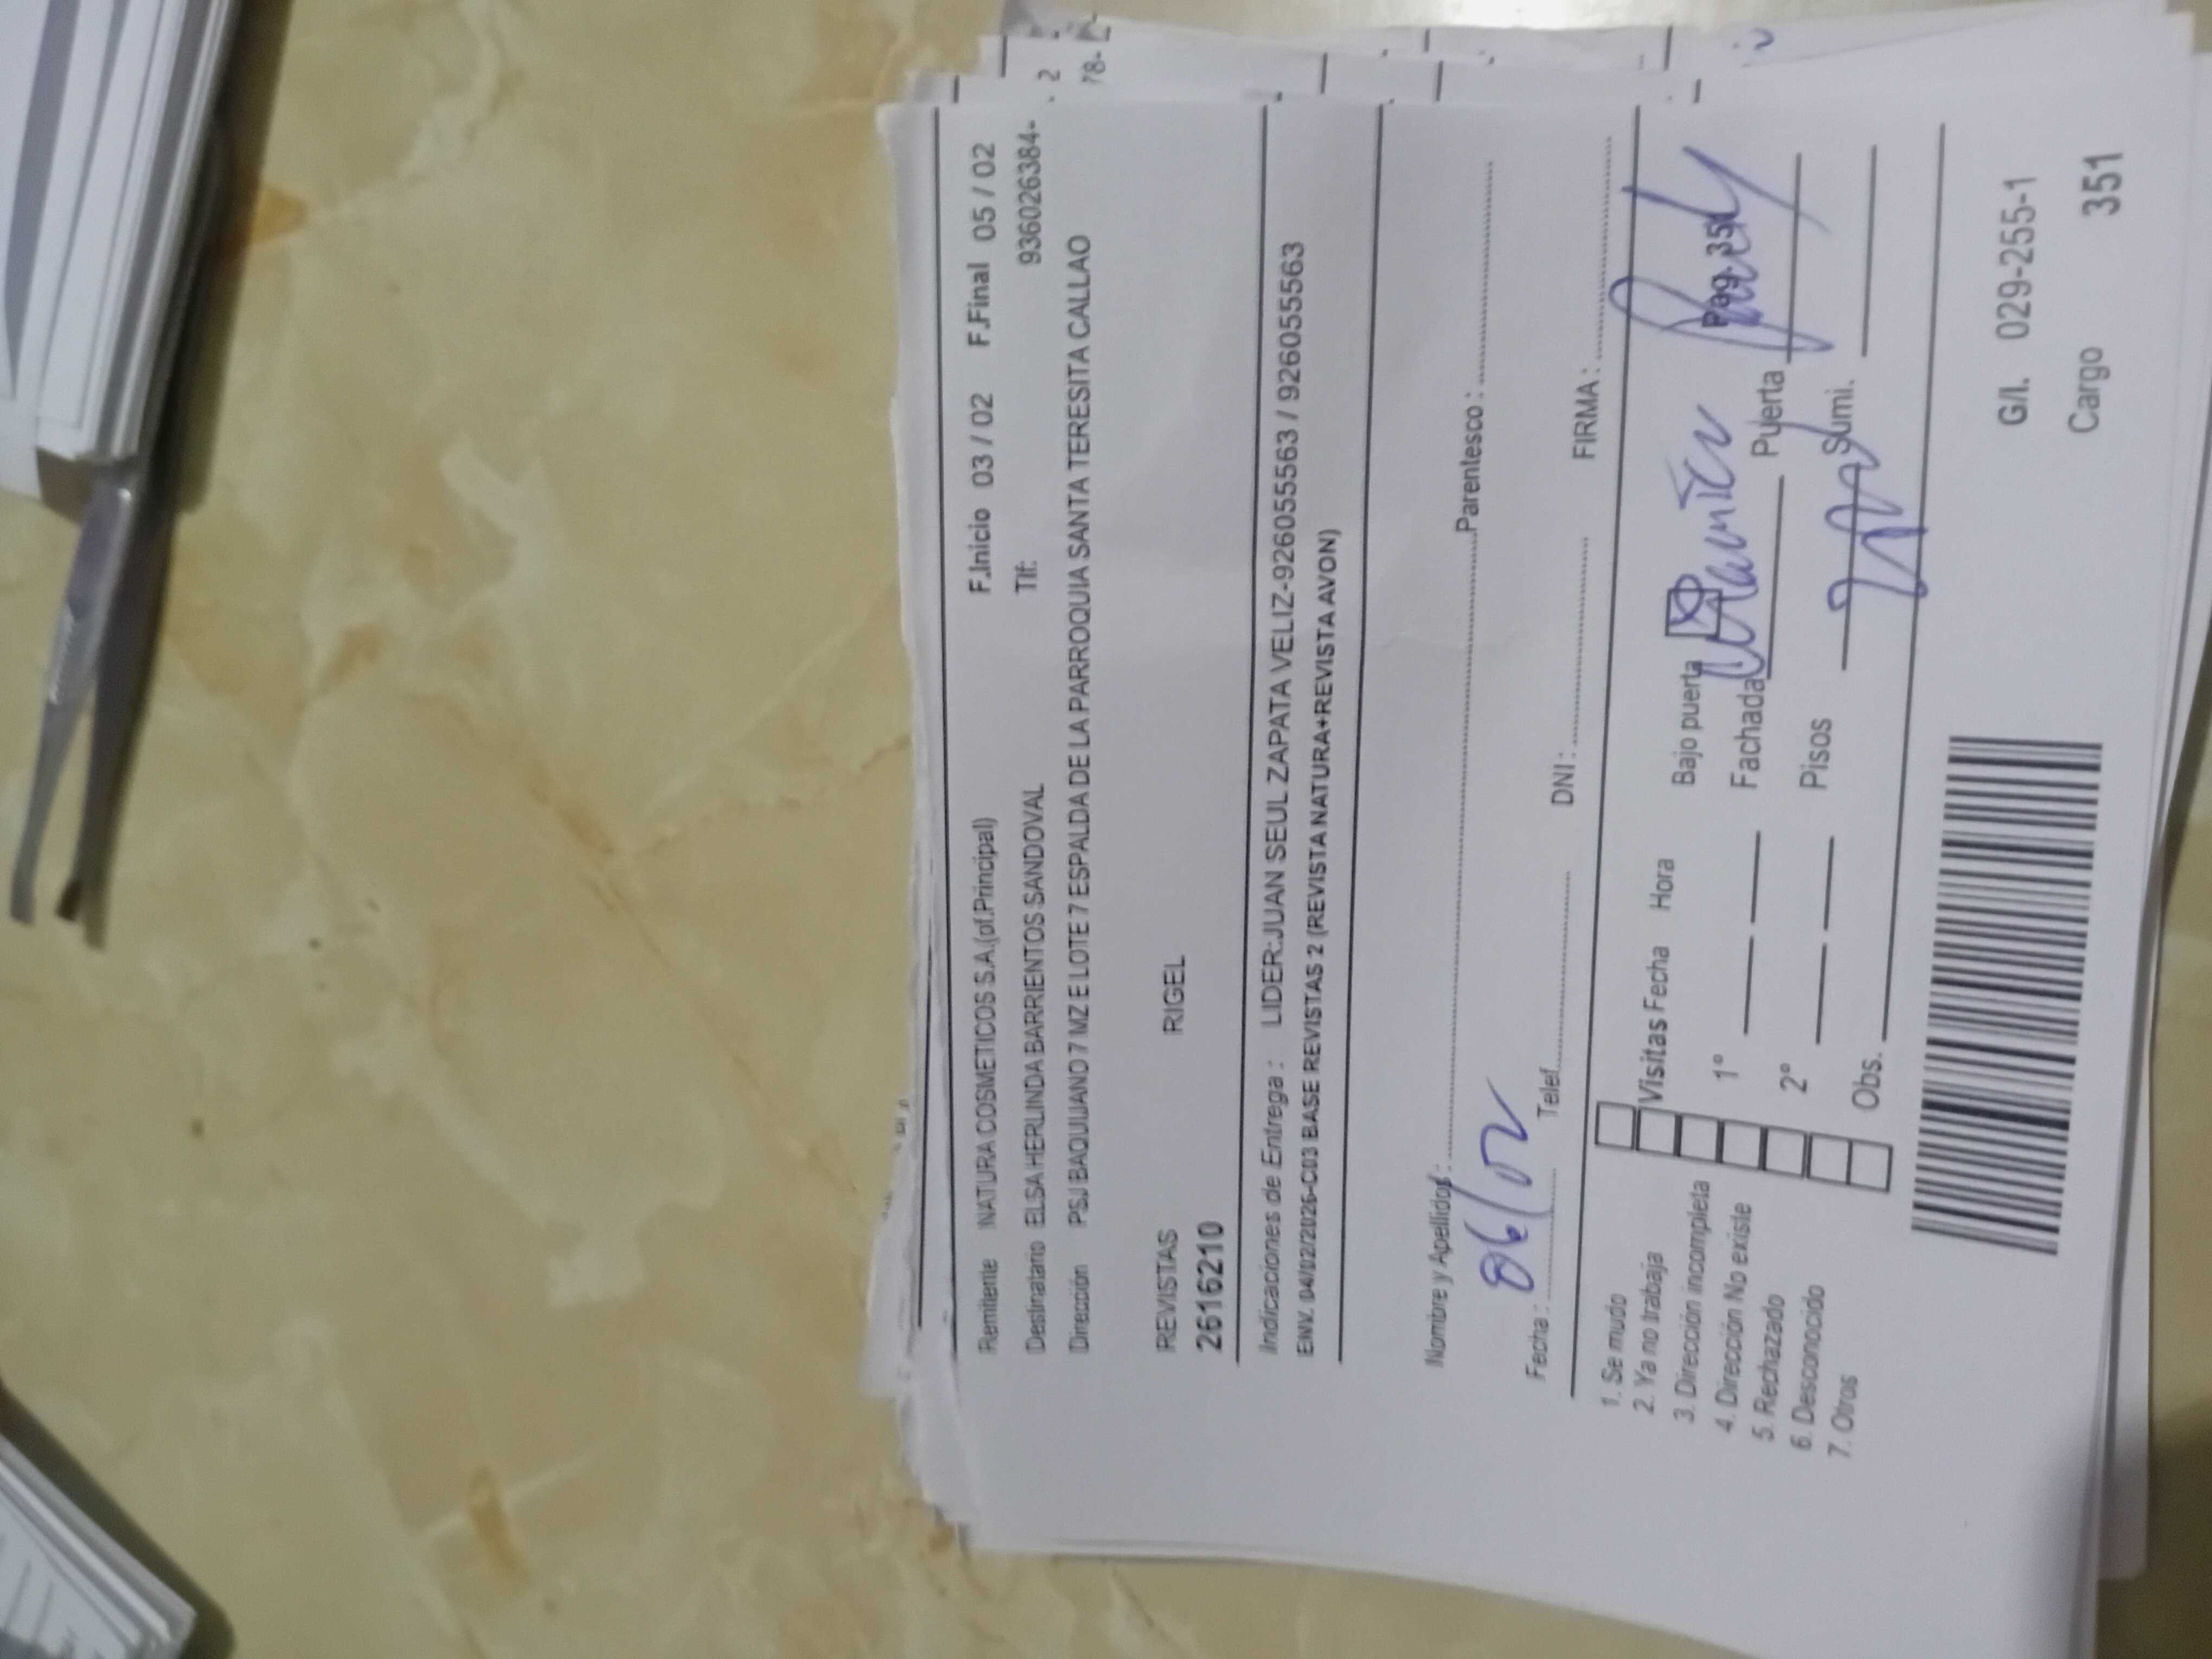 Remitente NATURA COSMETICOS S.A.(of.Principal) F.Inicio 03 / 02 F.Final 05 / 02
Destinatario ELSA HERLINDA BARRIENTOS SANDOVAL Tlf: 936026384-
Dirección PSJ BAQUIJANO 7 MZ E LOTE 7 ESPALDA DE LA PARROQUIA SANTA TERESITA CALLAO
REVISTAS RIGEL
2616210
Indicaciones de Entrega : LIDER:JUAN SEUL ZAPATA VELIZ-926055563 / 926055563
ENV. 04/02/2026-C03 BASE REVISTAS 2 (REVISTA NATURA+REVISTA AVON)
Nombre y Apellidos : Parentesco :
Fecha : 06/02 Telef. DNI : FIRMA :
1. Se mudo
2. Ya no trabaja
3. Dirección incompleta
4. Dirección No existe
5. Rechazado
6. Desconocido
7. Otros
Visitas Fecha Hora
1°
2°
Obs.
Bajo puerta
Pag. 351
Fachada Puerta
Pisos Sumi.
G/I. 029-255-1
Cargo 351
2
78-